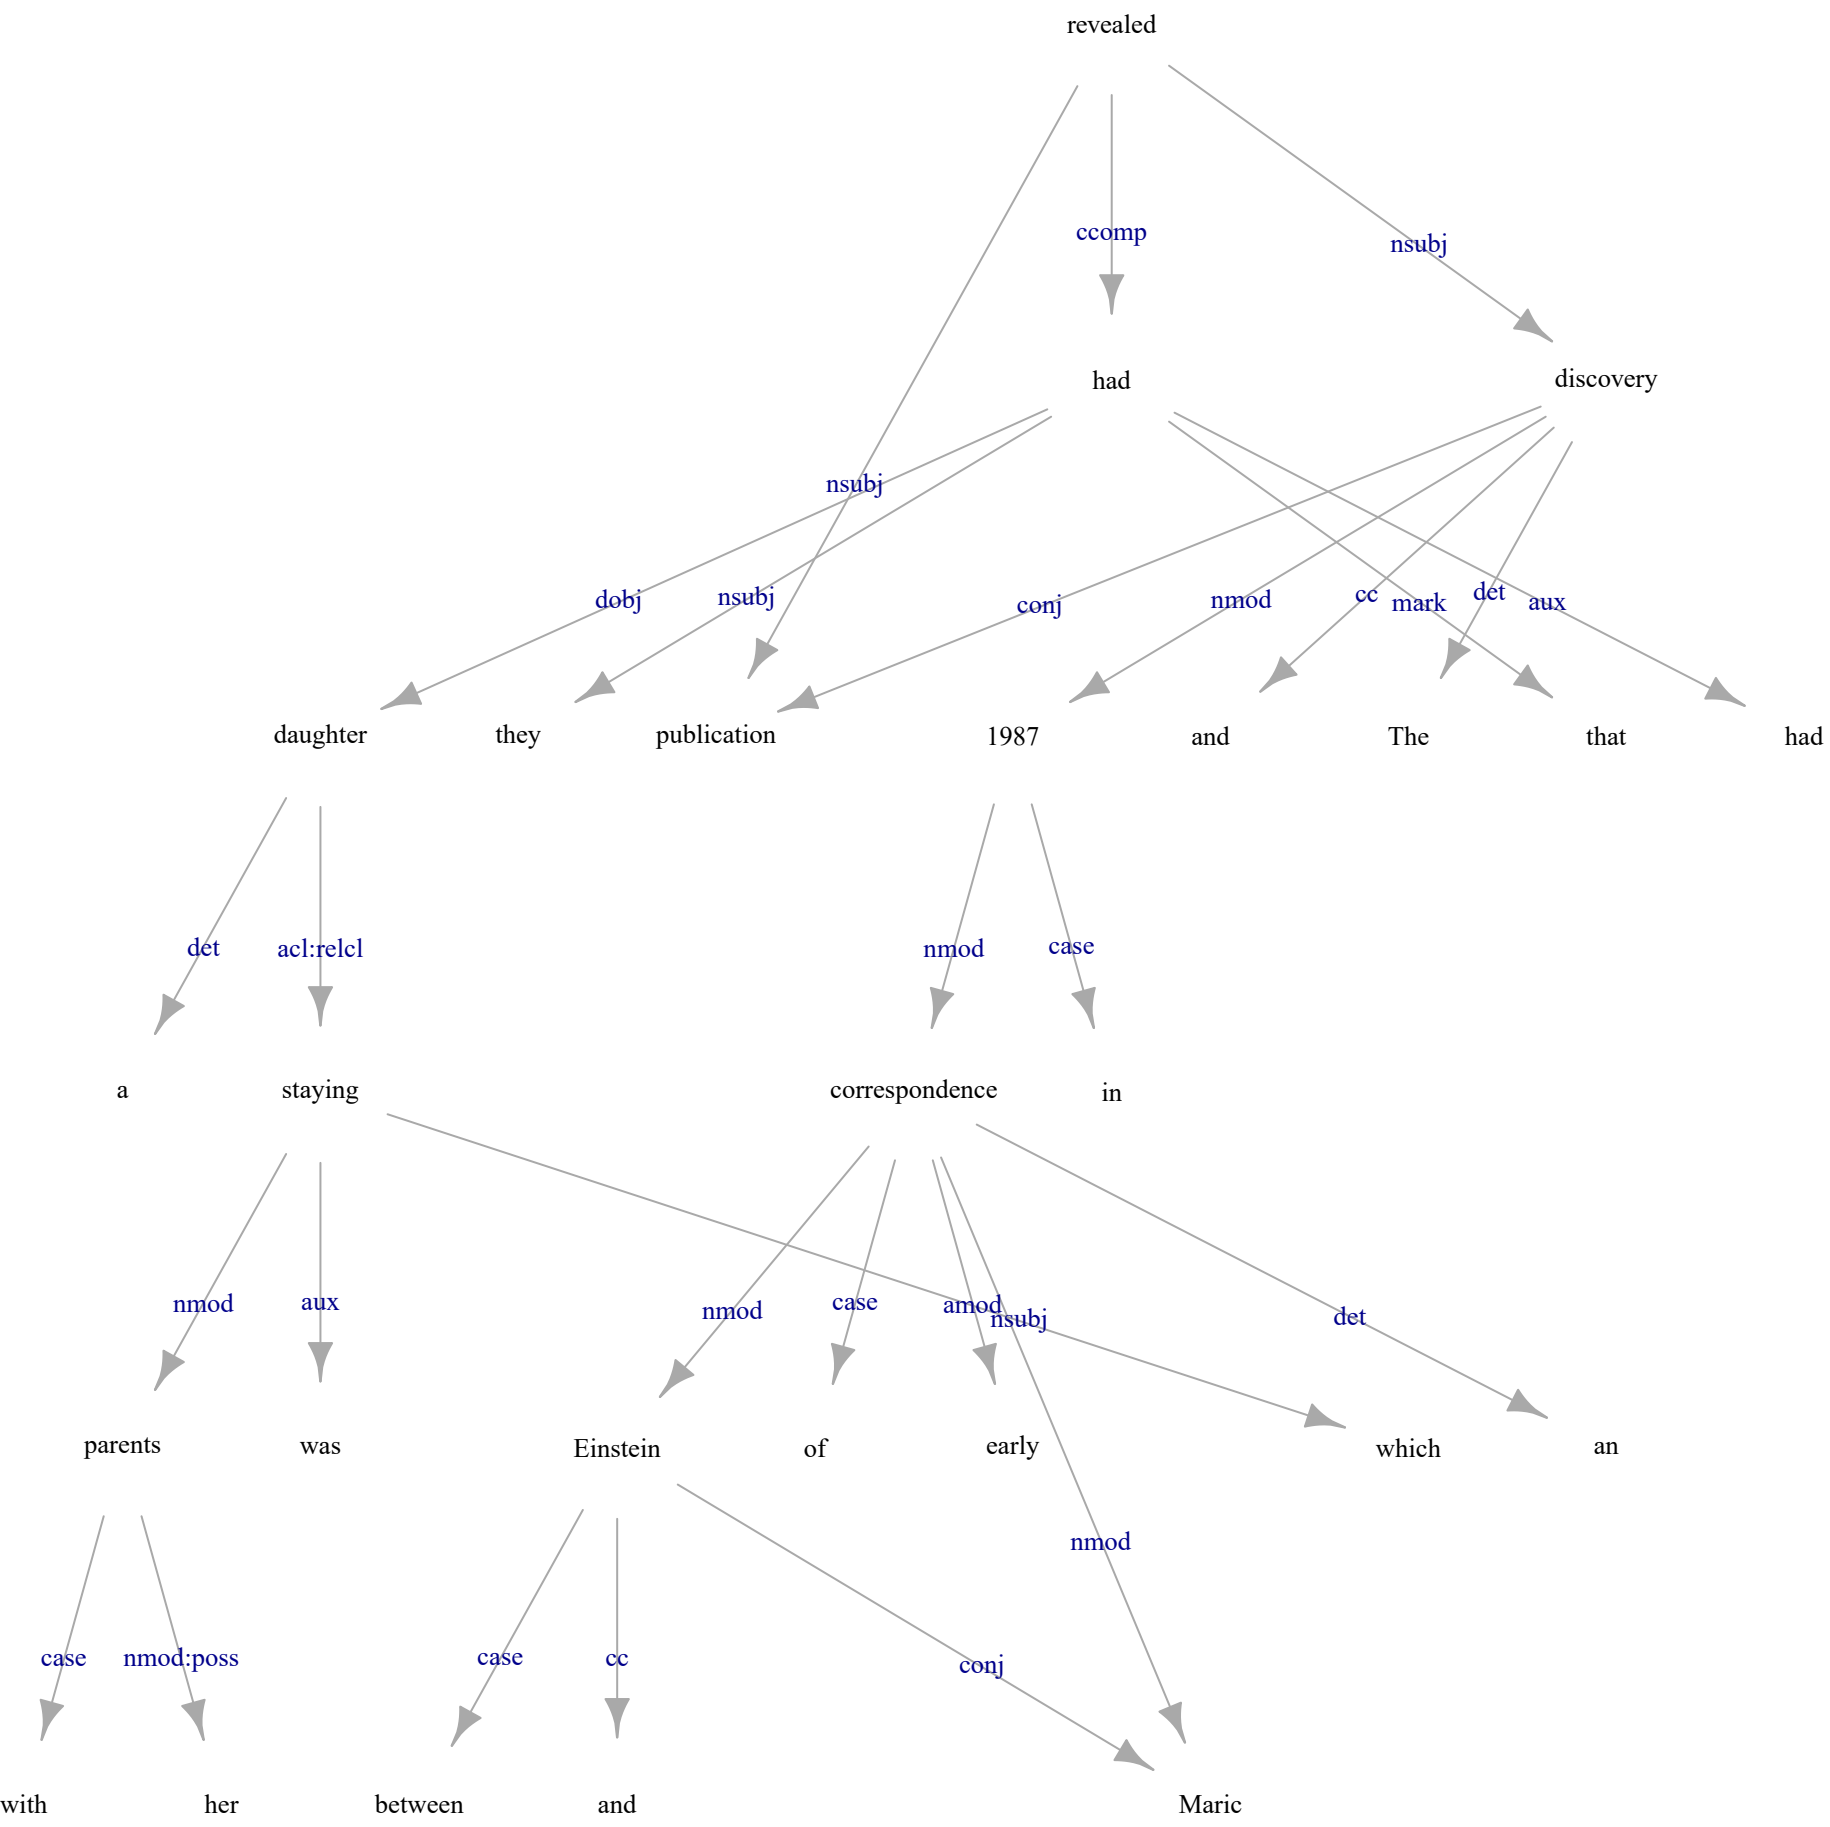 revealed
ccomp
nsubj
had
discovery
nsubj
dobj
nsubj
conj
nmod
cc
mark
det
aux
daughter
they
publication
1987
and
The
that
had
det
acl:relcl
nmod
case
a
staying
correspondence
in
nmod
aux
nmod
case
amod
nsubj
det
parents
was
Einstein
of
early
which
an
nmod
case
nmod:poss
case
cc
conj
with
her
between
and
Maric